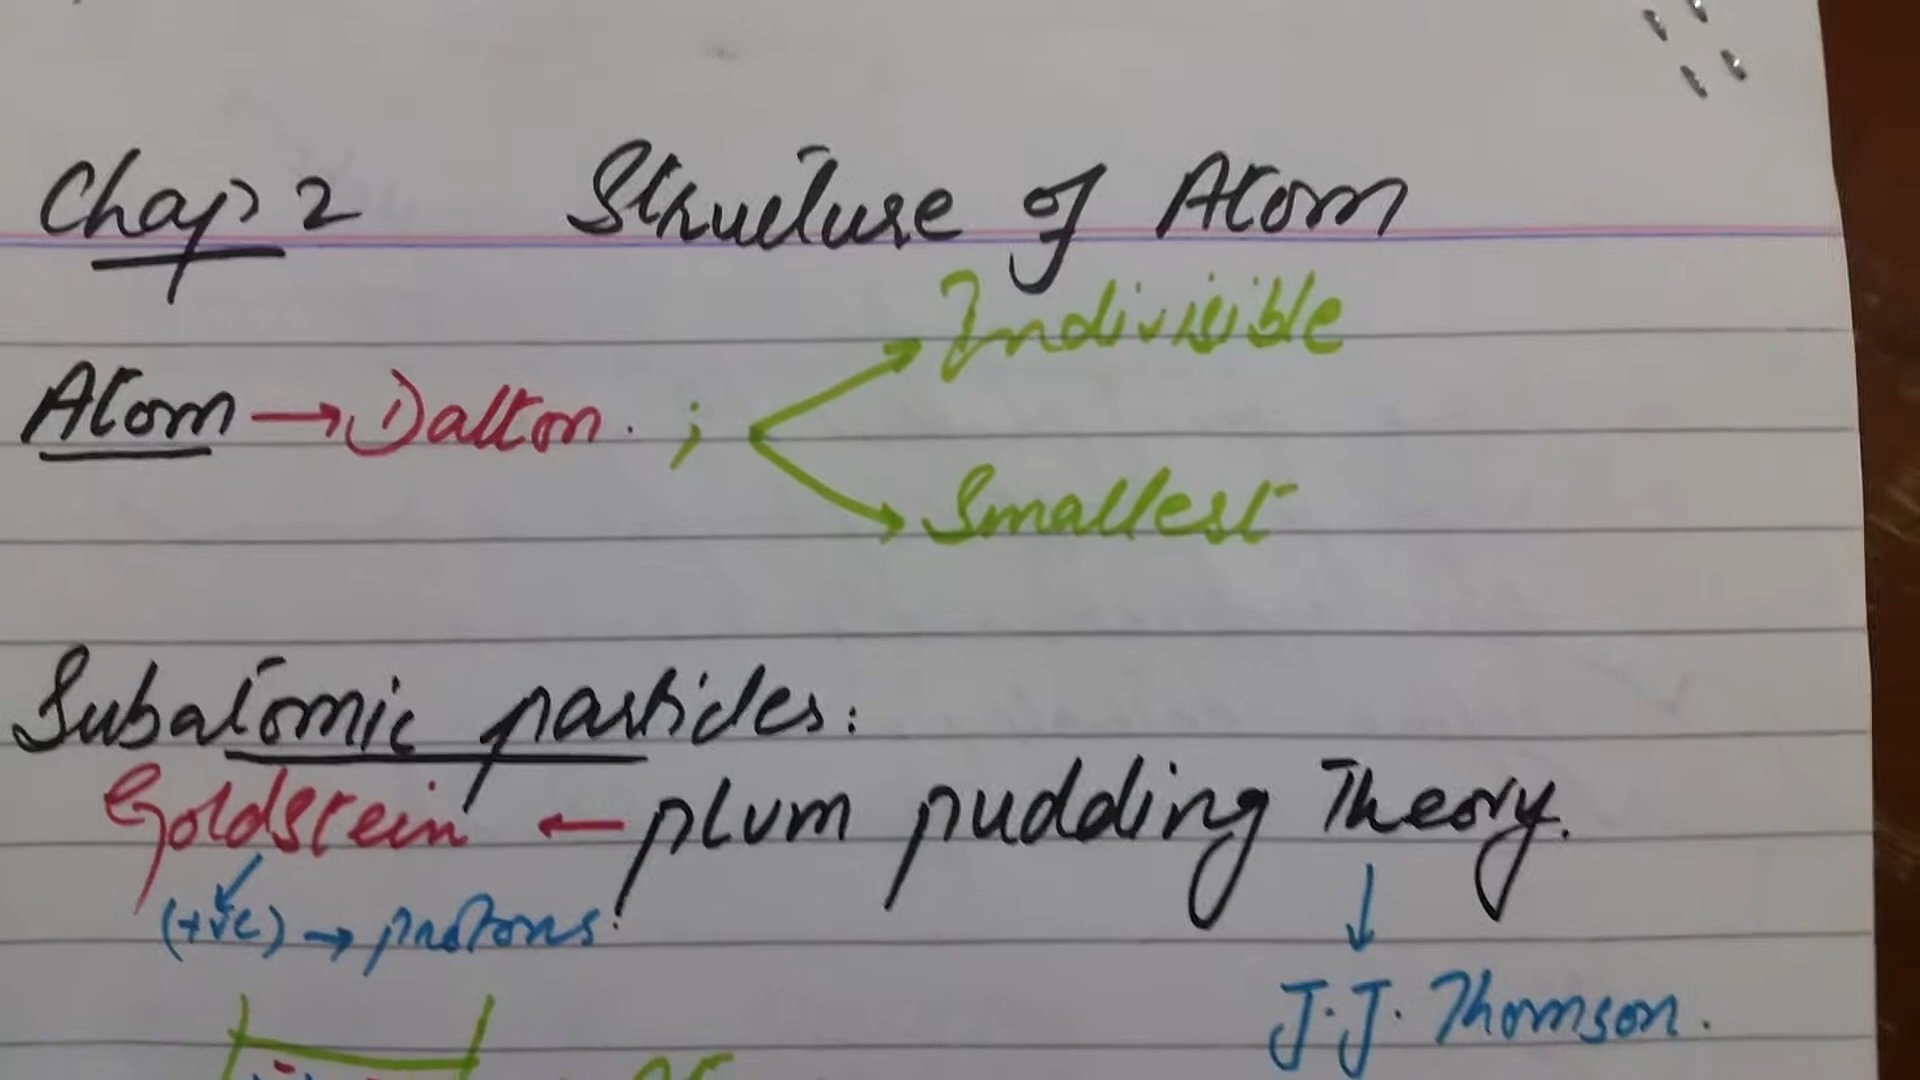 Chap 2 Structure of Atom
Indivisible
Atom → Dalton. ;
Smallest
Subatomic particles:
Goldstein ← plum pudding Theory.
(+ve) → protons.
J.J. Thomson.